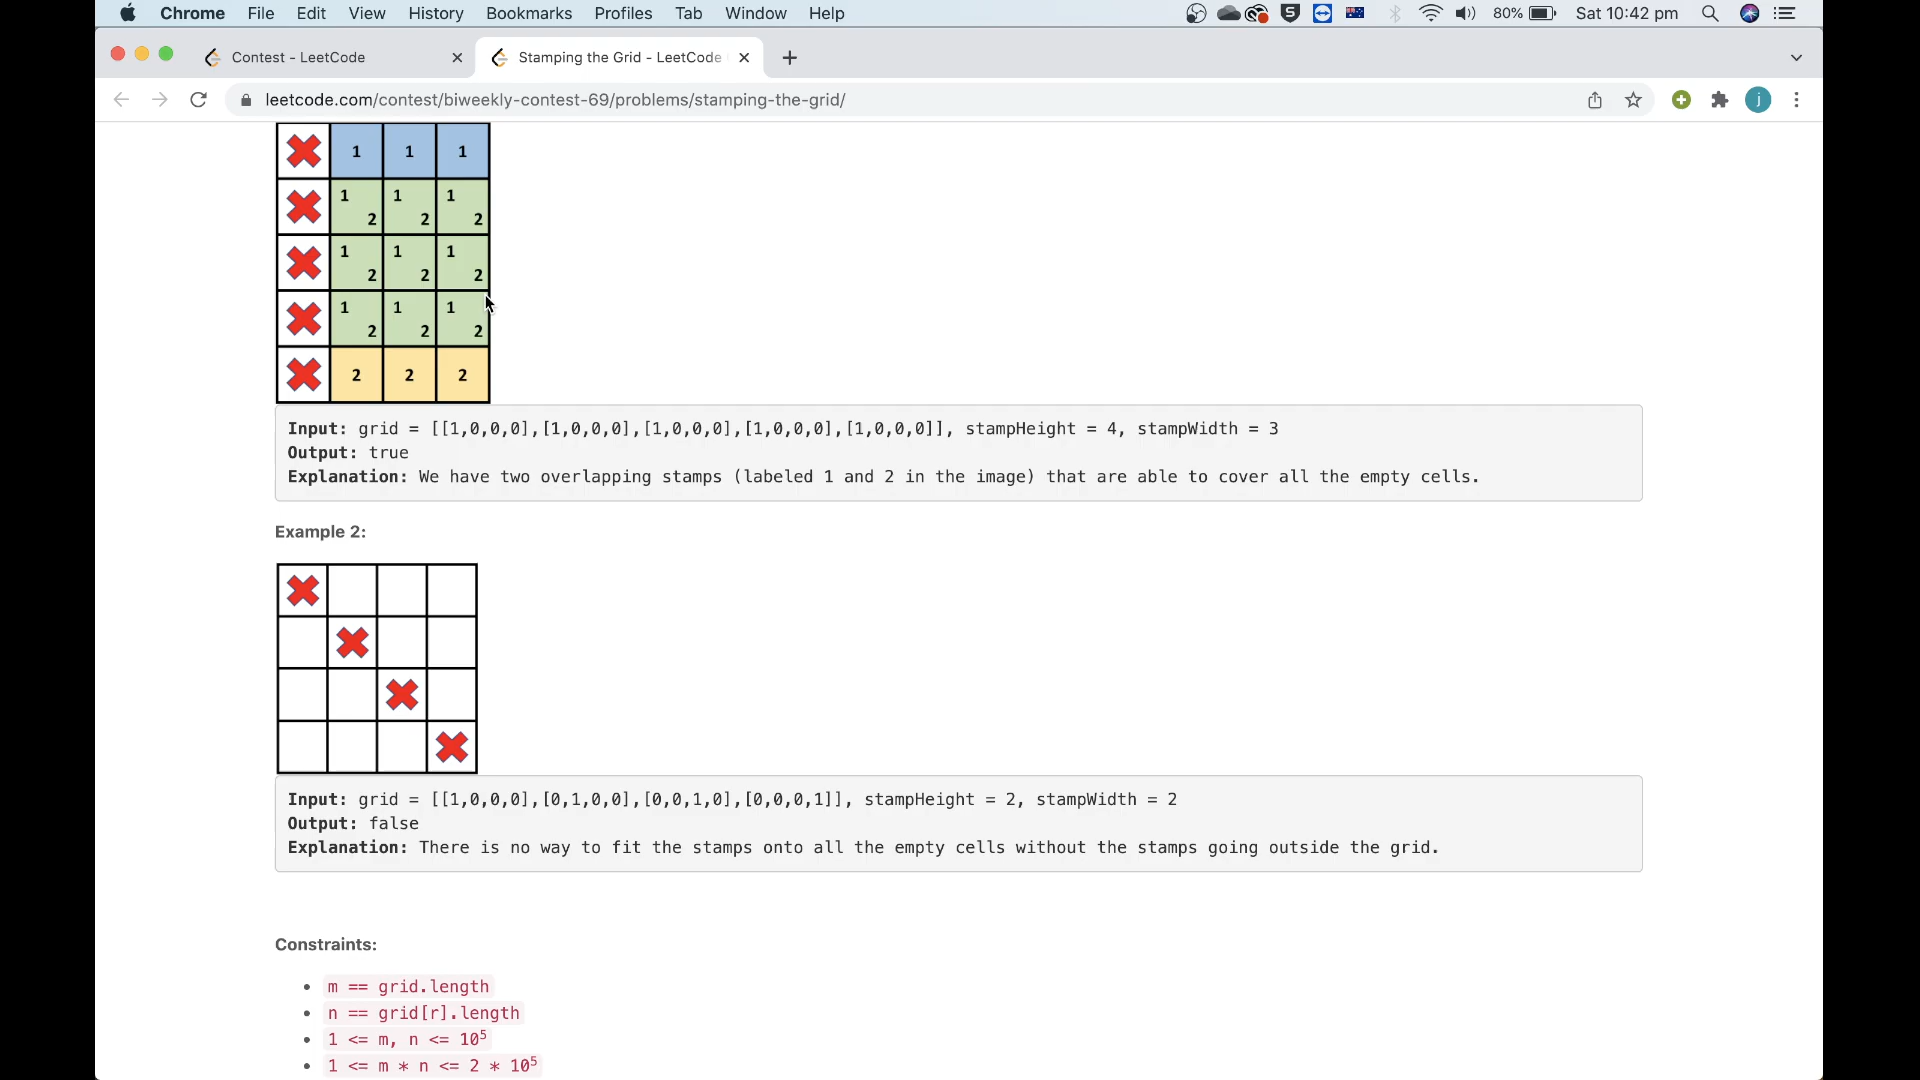 Chrome File Edit View History Bookmarks Profiles Tab Window Help 80% Sat 10:42 pm
Contest - LeetCode Stamping the Grid - LeetCode
leetcode.com/contest/biweekly-contest-69/problems/stamping-the-grid/ j
1 1 1
1 1 1
2 2 2
1 1 1
2 2 2
1 1 1
2 2 2
2 2 2
Input: grid = [[1,0,0,0],[1,0,0,0],[1,0,0,0],[1,0,0,0],[1,0,0,0]], stampHeight = 4, stampWidth = 3
Output: true
Explanation: We have two overlapping stamps (labeled 1 and 2 in the image) that are able to cover all the empty cells.
Example 2:
Input: grid = [[1,0,0,0],[0,1,0,0],[0,0,1,0],[0,0,0,1]], stampHeight = 2, stampWidth = 2
Output: false
Explanation: There is no way to fit the stamps onto all the empty cells without the stamps going outside the grid.
Constraints:
• m == grid.length
• n == grid[r].length
• 1 <= m, n <= 10⁵
• 1 <= m * n <= 2 * 10⁵